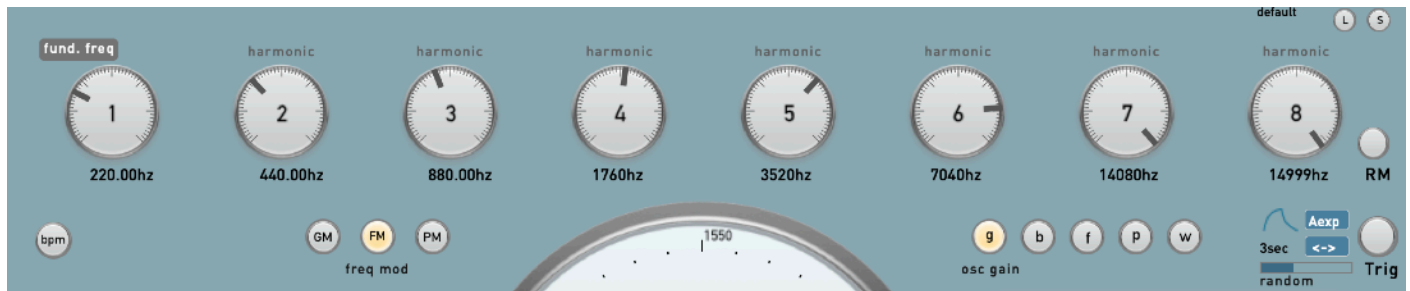 default
L S
fund. freq harmonic harmonic harmonic harmonic harmonic harmonic harmonic
1 2 3 4 5 6 7 8
220.00hz 440.00hz 880.00hz 1760hz 3520hz 7040hz 14080hz 14999hz RM
bpm GM FM PM 1550 g b f p w Aexp
3sec <->
freq mod osc gain Trig
random